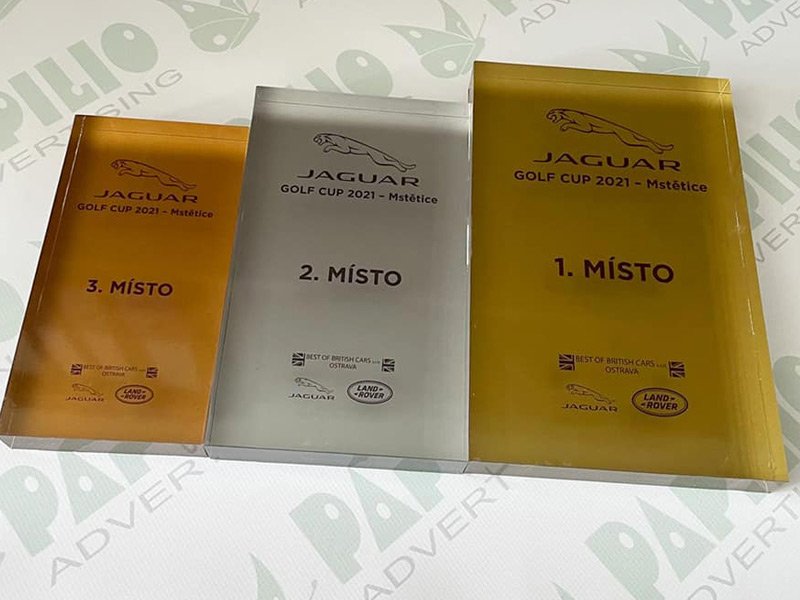 JAGUAR
GOLF CUP 2021 – Mstětice
3. MÍSTO
BEST OF BRITISH CARS s.r.o.
OSTRAVA
JAGUAR
LAND ROVER
JAGUAR
GOLF CUP 2021 – Mstětice
2. MÍSTO
BEST OF BRITISH CARS s.r.o.
OSTRAVA
JAGUAR
LAND
ROVER
JAGUAR
GOLF CUP 2021 – Mstětice
1. MÍSTO
BEST OF BRITISH CARS s.r.o.
OSTRAVA
JAGUAR
LAND
ROVER
PAPILIO
ADVERTISING